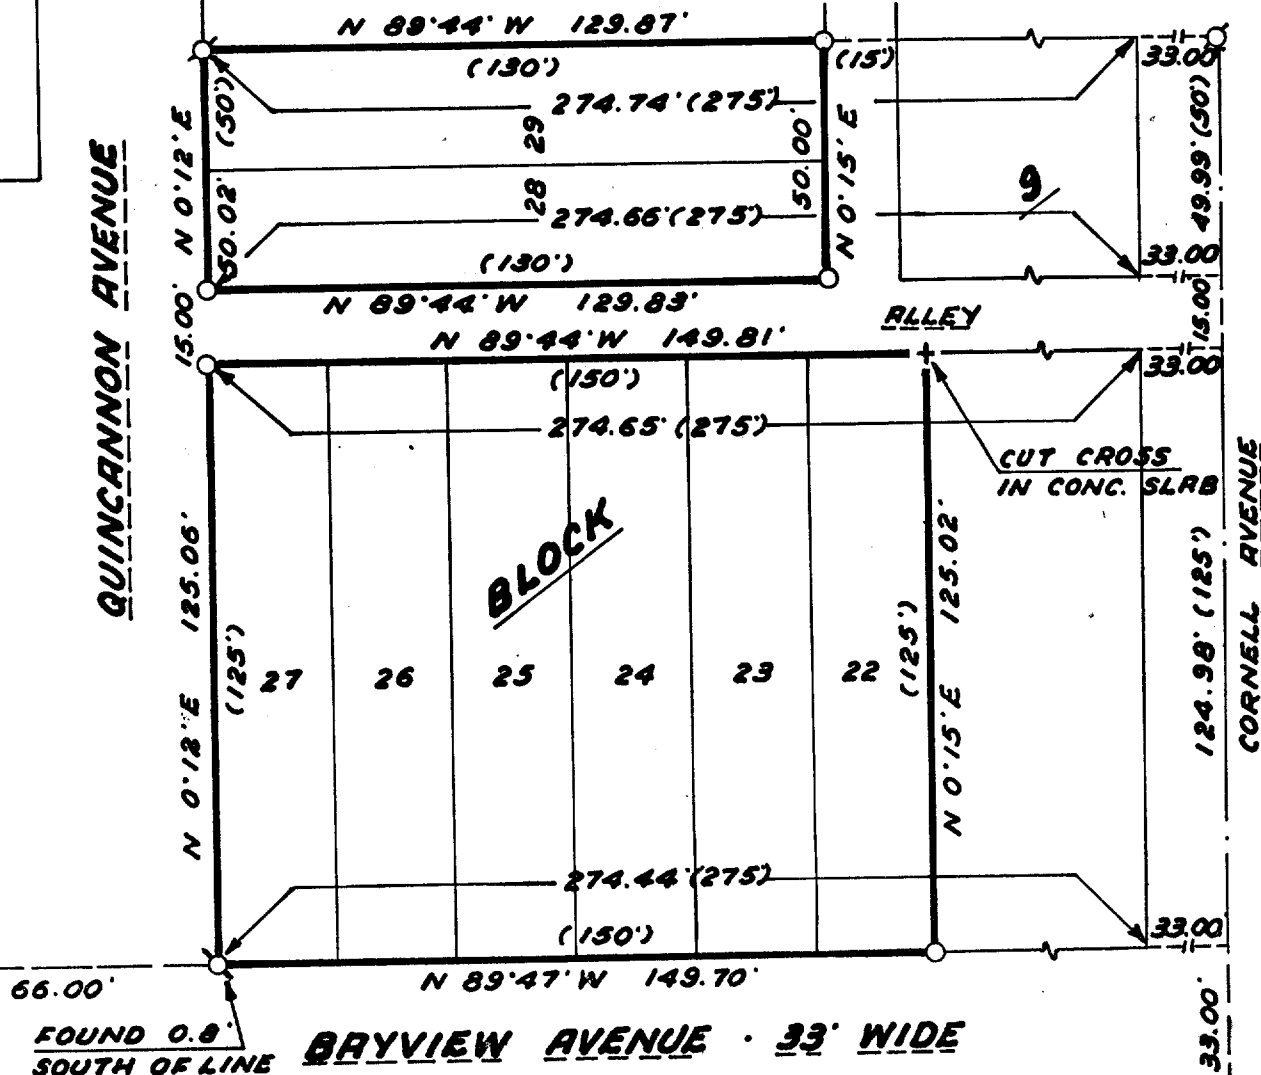 N 89°44' W 129.87'
(130')
(15')
33.00
274.74' (275')
N 0°12' E
(50')
50.02'
29
28
50.00'
N 0°15' E
9
49.99' (50')
274.66' (275')
(130')
33.00
N 89°44' W 129.83'
15.00'
ALLEY
15.00'
N 89°44' W 149.81'
(150')
33.00
274.65' (275')
CUT CROSS
IN CONC. SLAB
QUINCANNON AVENUE
CORNELL AVENUE
BLOCK
N 0°12' E 125.06'
(125')
27
26
25
24
23
22
(125')
N 0°15' E 125.02'
124.98' (125')
274.44' (275')
(150')
33.00
N 89°47' W 149.70'
66.00'
33.00'
FOUND 0.8'
SOUTH OF LINE
BAYVIEW AVENUE · 33' WIDE